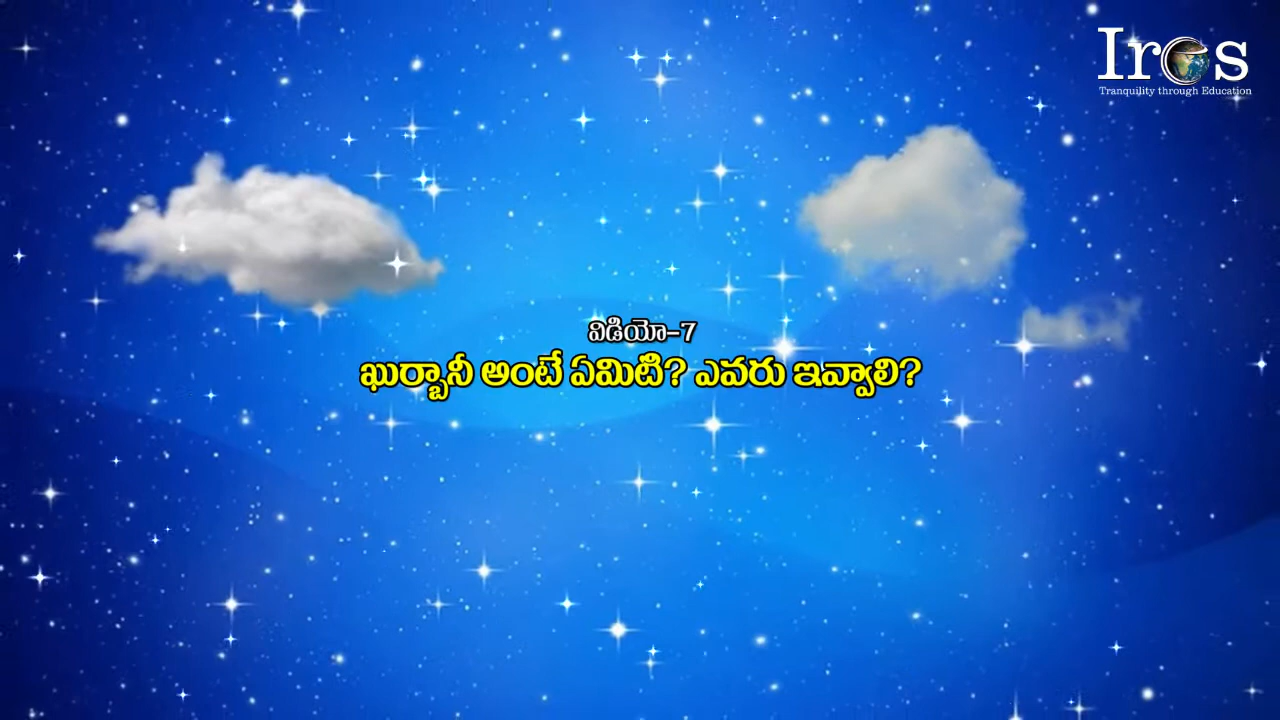 Iros
Tranquility through Education
విడియో-7
ఖుర్బానీ అంటే ఏమిటి? ఎవరు ఇవ్వాలి?